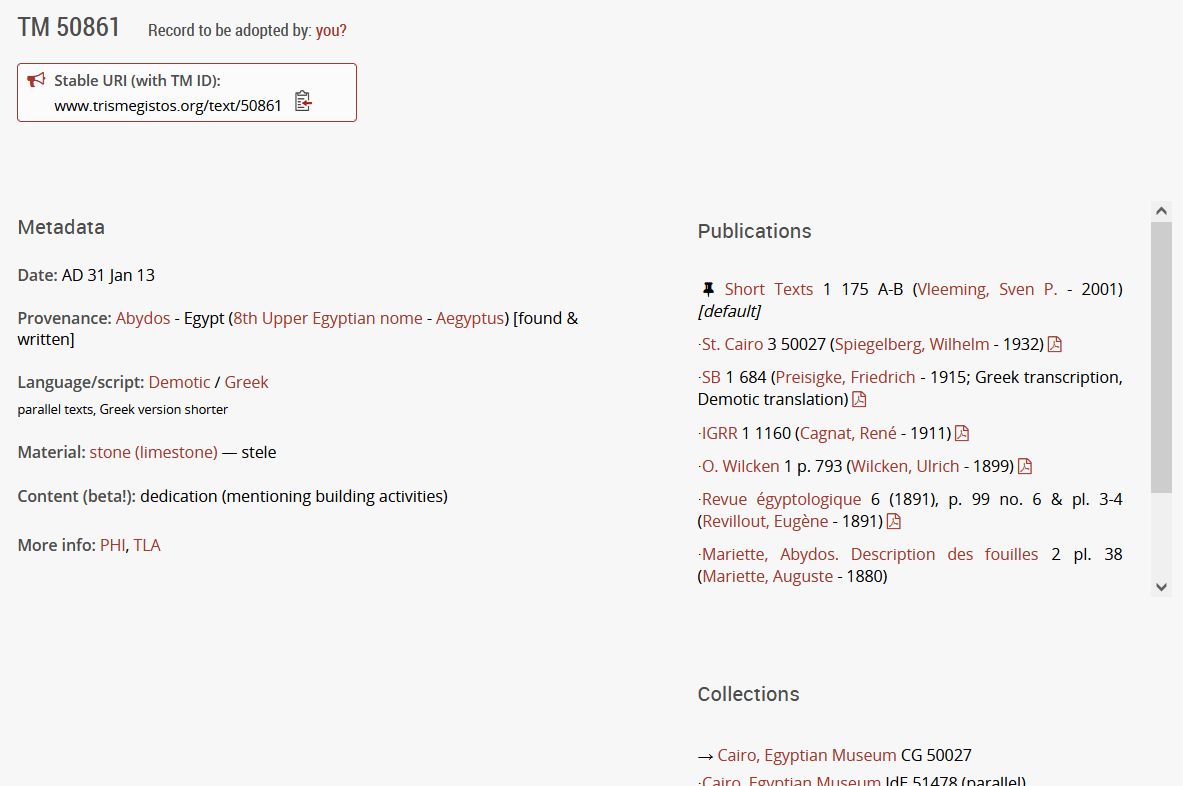 TM 50861 Record to be adopted by: you?
Stable URI (with TM ID):
www.trismegistos.org/text/50861
Metadata
Date: AD 31 Jan 13
Provenance: Abydos - Egypt (8th Upper Egyptian nome - Aegyptus) [found &
written]
Language/script: Demotic / Greek
parallel texts, Greek version shorter
Material: stone (limestone) — stele
Content (beta!): dedication (mentioning building activities)
More info: PHI, TLA
Publications
Short Texts 1 175 A-B (Vleeming, Sven P. - 2001)
[default]
·St. Cairo 3 50027 (Spiegelberg, Wilhelm - 1932)
·SB 1 684 (Preisigke, Friedrich - 1915; Greek transcription,
Demotic translation)
·IGRR 1 1160 (Cagnat, René - 1911)
·O. Wilcken 1 p. 793 (Wilcken, Ulrich - 1899)
·Revue égyptologique 6 (1891), p. 99 no. 6 & pl. 3-4
(Revillout, Eugène - 1891)
·Mariette, Abydos. Description des fouilles 2 pl. 38
(Mariette, Auguste - 1880)
Collections
→ Cairo, Egyptian Museum CG 50027
·Cairo, Egyptian Museum JdE 51478 (parallel)